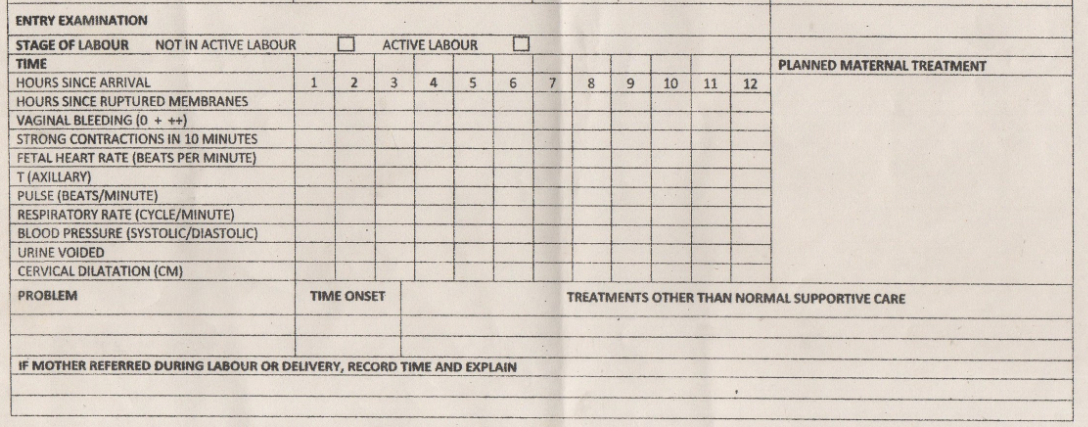 ENTRY EXAMINATION
STAGE OF LABOUR NOT IN ACTIVE LABOUR ACTIVE LABOUR
TIME
PLANNED MATERNAL TREATMENT
HOURS SINCE ARRIVAL 1 2 3 4 5 6 7 8 9 10 11 12
HOURS SINCE RUPTURED MEMBRANES
VAGINAL BLEEDING (0 + ++)
STRONG CONTRACTIONS IN 10 MINUTES
FETAL HEART RATE (BEATS PER MINUTE)
T (AXILLARY)
PULSE (BEATS/MINUTE)
RESPIRATORY RATE (CYCLE/MINUTE)
BLOOD PRESSURE (SYSTOLIC/DIASTOLIC)
URINE VOIDED
CERVICAL DILATATION (CM)
PROBLEM TIME ONSET TREATMENTS OTHER THAN NORMAL SUPPORTIVE CARE
IF MOTHER REFERRED DURING LABOUR OR DELIVERY, RECORD TIME AND EXPLAIN